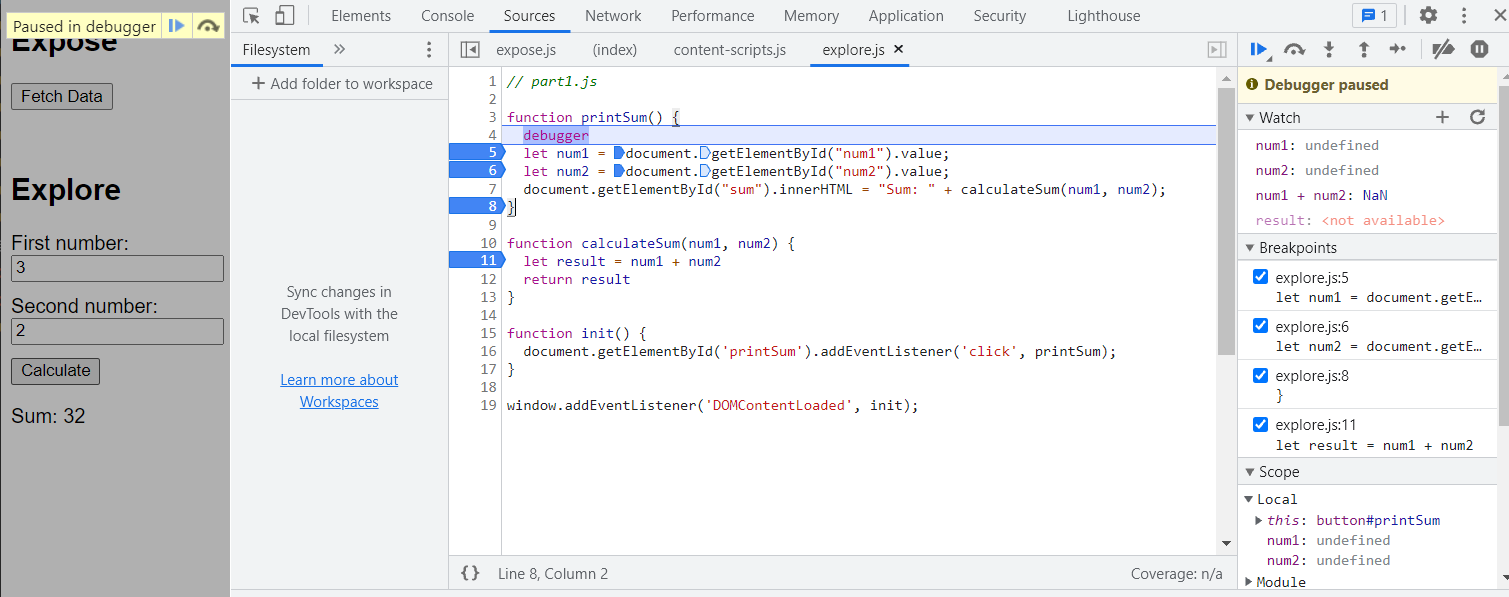 Paused in debugger
Expose
Fetch Data
Explore
First number:
3
Second number:
2
Calculate
Sum: 32
Elements Console Sources Network Performance Memory Application Security Lighthouse 1
Filesystem
Add folder to workspace
Sync changes in
DevTools with the
local filesystem
Learn more about
Workspaces
expose.js (index) content-scripts.js explore.js
1 // part1.js
2
3 function printSum() {
4 debugger
5 let num1 = document.getElementById("num1").value;
6 let num2 = document.getElementById("num2").value;
7 document.getElementById("sum").innerHTML = "Sum: " + calculateSum(num1, num2);
8 }
9
10 function calculateSum(num1, num2) {
11 let result = num1 + num2
12 return result
13 }
14
15 function init() {
16 document.getElementById('printSum').addEventListener('click', printSum);
17 }
18
19 window.addEventListener('DOMContentLoaded', init);
{} Line 8, Column 2 Coverage: n/a
Debugger paused
Watch
num1: undefined
num2: undefined
num1 + num2: NaN
result: <not available>
Breakpoints
explore.js:5
let num1 = document.getE…
explore.js:6
let num2 = document.getE…
explore.js:8
}
explore.js:11
let result = num1 + num2
Scope
Local
this: button#printSum
num1: undefined
num2: undefined
Module